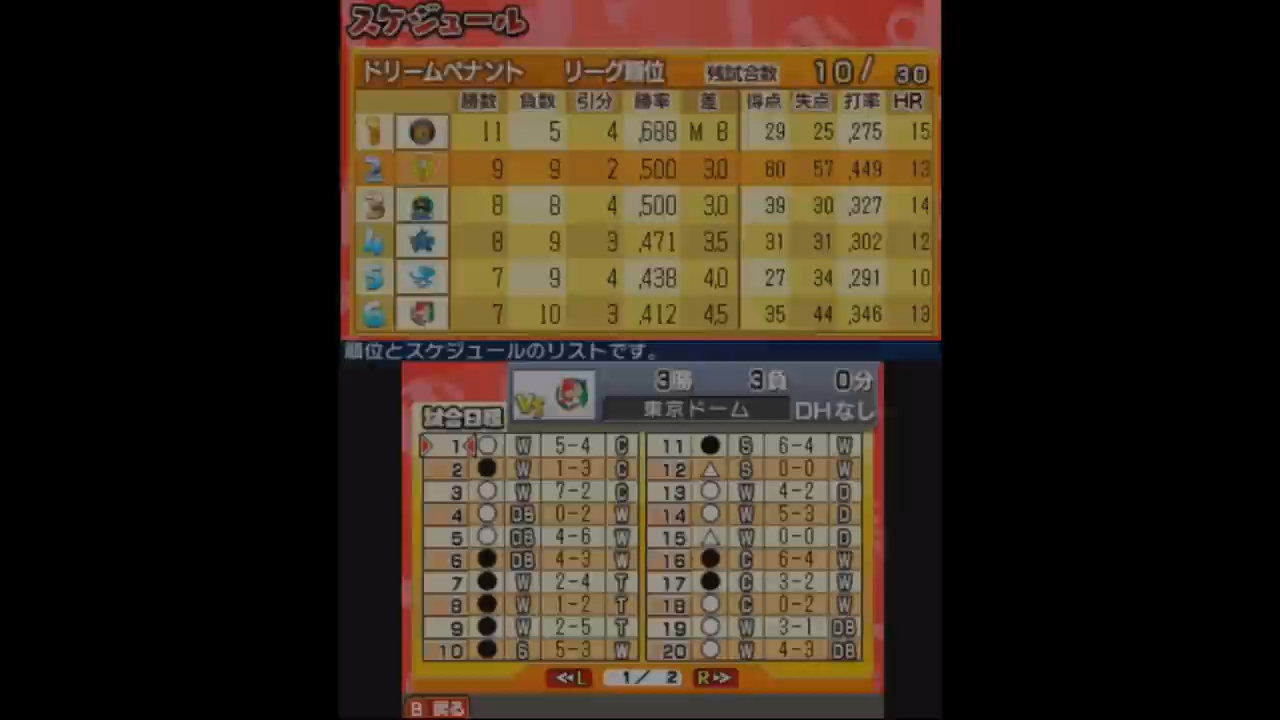 スケジュール
ドリームペナント リーグ順位 残試合数 10/ 30
勝数 負数 引分 勝率 差 得点 失点 打率 HR
1 11 5 4 .688 M 8 29 25 .275 15
2 9 9 2 .500 3.0 60 57 .449 13
3 8 8 4 .500 3.0 39 30 .327 14
4 8 9 3 .471 3.5 31 31 .302 12
5 7 9 4 .438 4.0 27 34 .291 10
6 7 10 3 .412 4.5 35 44 .346 19
順位とスケジュールのリストです。
VS 3勝 3負 0分
東京ドーム DHなし
試合日程
1 ○ W 5-4 C 11 ● S 6-4 W
2 ● W 1-3 C 12 △ S 0-0 W
3 ○ W 7-2 C 13 ○ W 4-2 D
4 ○ DB 0-2 W 14 ○ W 5-3 D
5 ○ DB 4-6 W 15 △ W 0-0 D
6 ● DB 4-3 W 16 ● C 6-4 W
7 ● W 2-4 T 17 ● C 3-2 W
8 ● W 1-2 T 18 ○ C 0-2 W
9 ● W 2-5 T 19 ○ W 3-1 DB
10 ● S 5-3 W 20 ○ W 4-3 DB
≪L 1/ 2 R≫
B 戻る